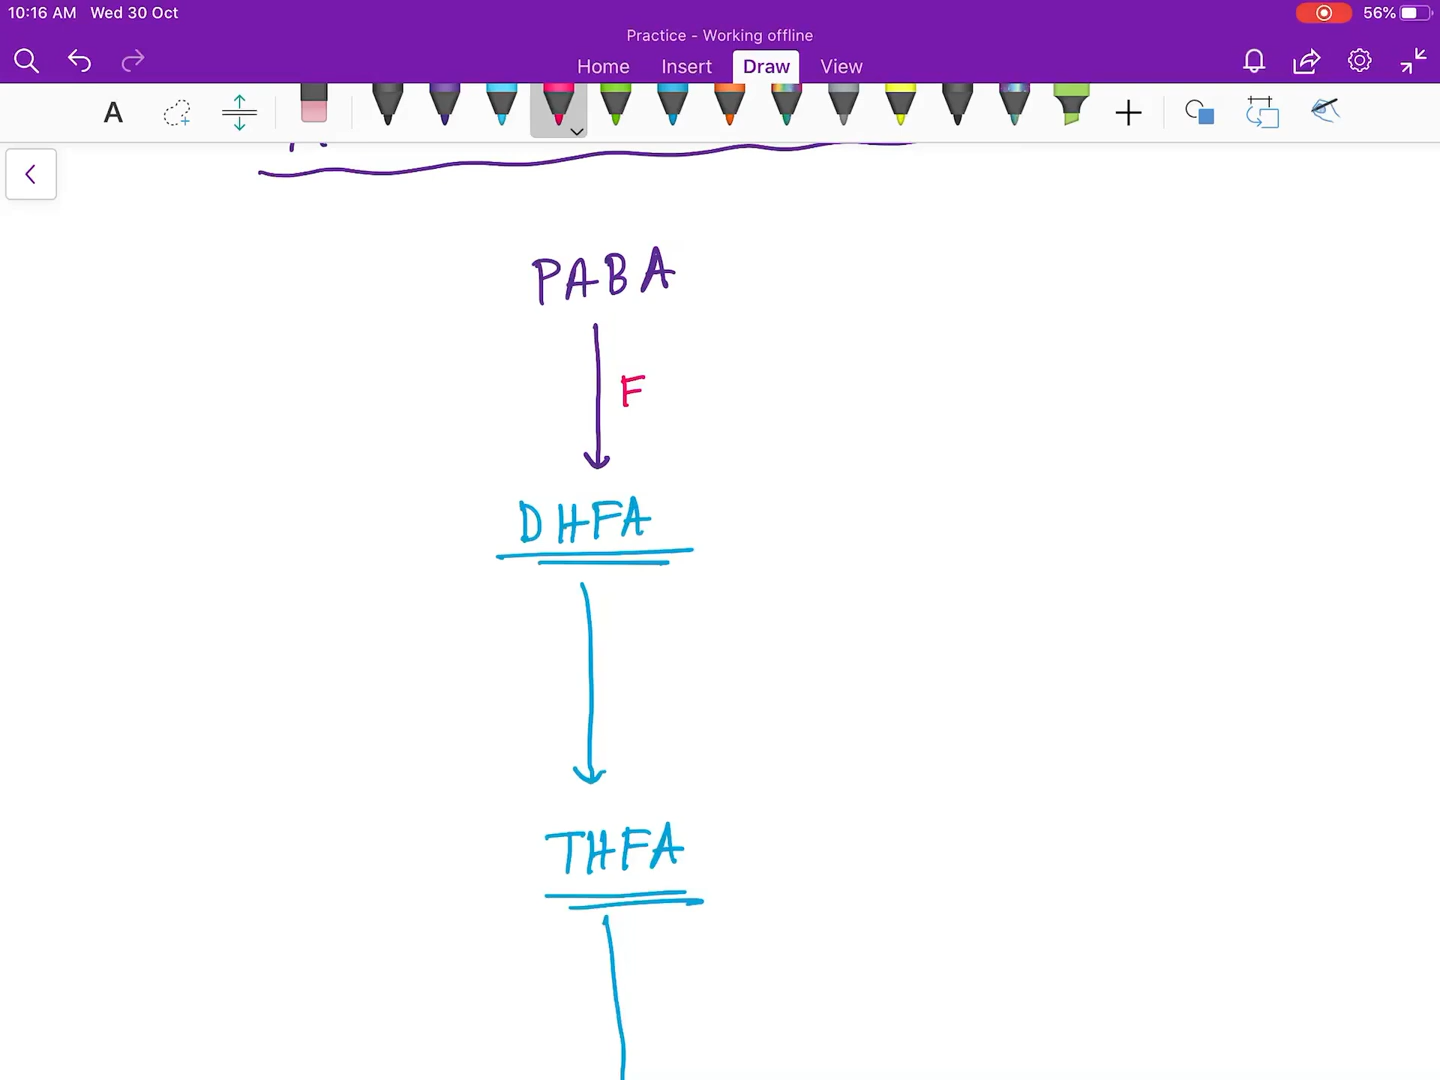 10:16 AM Wed 30 Oct
56%
Practice - Working offline
Home Insert Draw View
A
PABA
F
DHFA
THFA